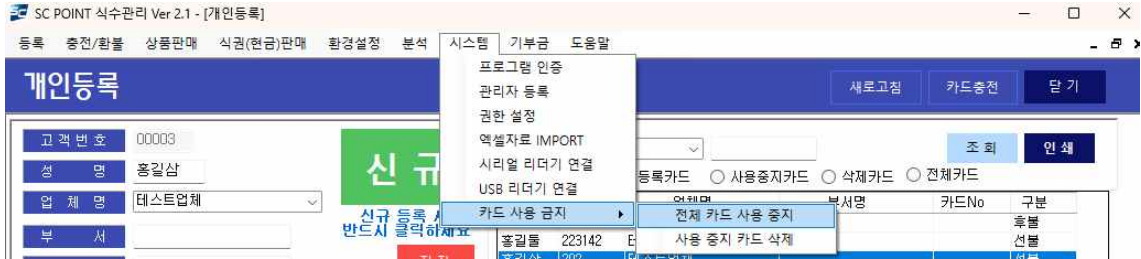 SC POINT 식수관리 Ver 2.1 - [개인등록]
등록 충전/환불 상품판매 식권(현금)판매 환경설정 분석 시스템 기부금 도움말
개인등록
새로고침 카드충전 닫 기
프로그램 인증
관리자 등록
권한 설정
엑셀자료 IMPORT
시리얼 리더기 연결
USB 리더기 연결
카드 사용 금지
전체 카드 사용 중지
사용 중지 카드 삭제
고객번호 00003
성 명 홍길삼
업 체 명 테스트업체
부 서
신 규
신규 등록
반드시 클릭하세요
조 회 인 쇄
등록카드 사용중지카드 삭제카드 전체카드
업체명 부서명 카드No 구분
후불
홍길둘 223142 선불
홍길삼 202 테스트업체 선불